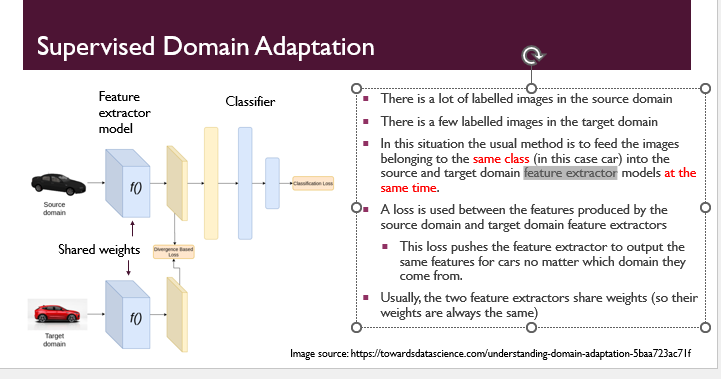 Supervised Domain Adaptation
Feature
extractor
model
Classifier
f()
Classification Loss
Source
domain
Shared weights
Divergence Based
Loss
f()
Target
domain
There is a lot of labelled images in the source domain
There is a few labelled images in the target domain
In this situation the usual method is to feed the images
belonging to the same class (in this case car) into the
source and target domain feature extractor models at the
same time.
A loss is used between the features produced by the
source domain and target domain feature extractors
This loss pushes the feature extractor to output the
same features for cars no matter which domain they
come from.
Usually, the two feature extractors share weights (so their
weights are always the same)
Image source: https://towardsdatascience.com/understanding-domain-adaptation-5baa723ac71f